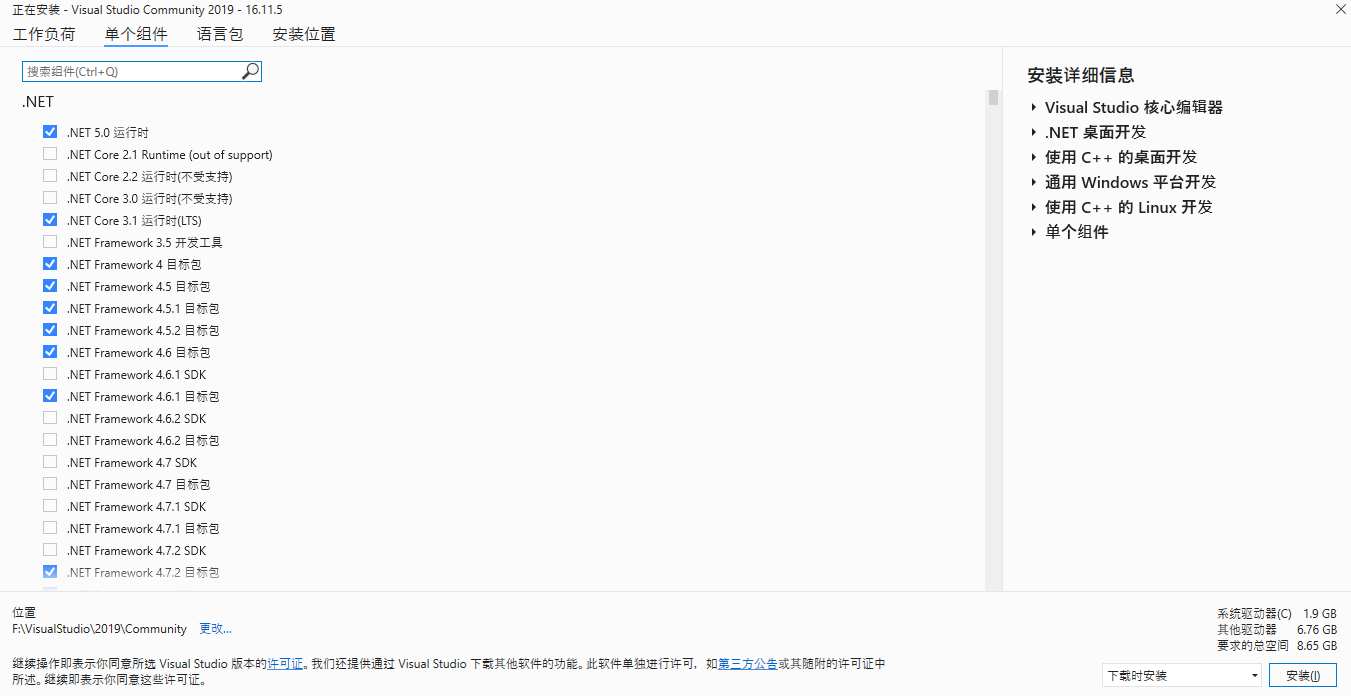 正在安装 - Visual Studio Community 2019 - 16.11.5
工作负荷 单个组件 语言包 安装位置
搜索组件(Ctrl+Q)
.NET
.NET 5.0 运行时
.NET Core 2.1 Runtime (out of support)
.NET Core 2.2 运行时(不受支持)
.NET Core 3.0 运行时(不受支持)
.NET Core 3.1 运行时(LTS)
.NET Framework 3.5 开发工具
.NET Framework 4 目标包
.NET Framework 4.5 目标包
.NET Framework 4.5.1 目标包
.NET Framework 4.5.2 目标包
.NET Framework 4.6 目标包
.NET Framework 4.6.1 SDK
.NET Framework 4.6.1 目标包
.NET Framework 4.6.2 SDK
.NET Framework 4.6.2 目标包
.NET Framework 4.7 SDK
.NET Framework 4.7 目标包
.NET Framework 4.7.1 SDK
.NET Framework 4.7.1 目标包
.NET Framework 4.7.2 SDK
.NET Framework 4.7.2 目标包
安装详细信息
Visual Studio 核心编辑器
.NET 桌面开发
使用 C++ 的桌面开发
通用 Windows 平台开发
使用 C++ 的 Linux 开发
单个组件
位置
F:\VisualStudio\2019\Community 更改...
继续操作即表示你同意所选 Visual Studio 版本的许可证。我们还提供通过 Visual Studio 下载其他软件的功能。此软件单独进行许可，如第三方公告或其随附的许可证中
所述。继续即表示你同意这些许可证。
系统驱动器(C) 1.9 GB
其他驱动器 6.76 GB
要求的总空间 8.65 GB
下载时安装
安装(I)